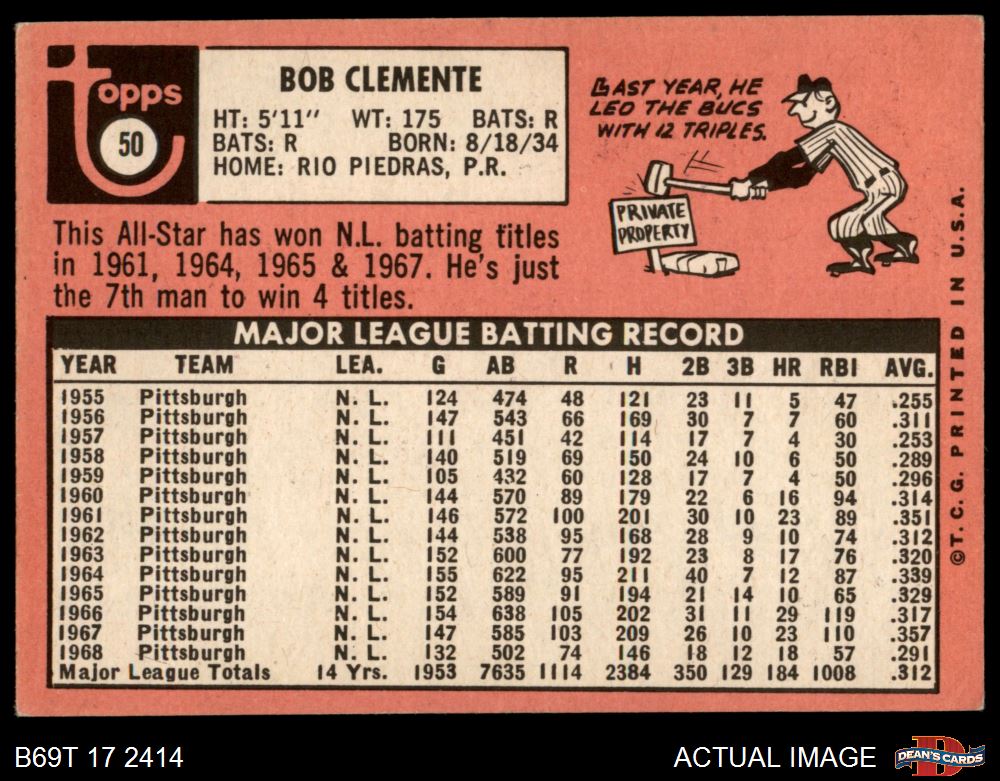 topps
50
BOB CLEMENTE
HT: 5'11" WT: 175 BATS: R
BATS: R BORN: 8/18/34
HOME: RIO PIEDRAS, P.R.
LAST YEAR, HE
LED THE BUCS
WITH 12 TRIPLES.
PRIVATE
PROPERTY
This All-Star has won N.L. batting titles
in 1961, 1964, 1965 & 1967. He's just
the 7th man to win 4 titles.
MAJOR LEAGUE BATTING RECORD
YEAR TEAM LEA. G AB R H 2B 3B HR RBI AVG.
1955 Pittsburgh N. L. 124 474 48 121 23 11 5 47 .255
1956 Pittsburgh N. L. 147 543 66 169 30 7 7 60 .311
1957 Pittsburgh N. L. 111 451 42 114 17 7 4 30 .253
1958 Pittsburgh N. L. 140 519 69 150 24 10 6 50 .289
1959 Pittsburgh N. L. 105 432 60 128 17 7 4 50 .296
1960 Pittsburgh N. L. 144 570 89 179 22 6 16 94 .314
1961 Pittsburgh N. L. 146 572 100 201 30 10 23 89 .351
1962 Pittsburgh N. L. 144 538 95 168 28 9 10 74 .312
1963 Pittsburgh N. L. 152 600 77 192 23 8 17 76 .320
1964 Pittsburgh N. L. 155 622 95 211 40 7 12 87 .339
1965 Pittsburgh N. L. 152 589 91 194 21 14 10 65 .329
1966 Pittsburgh N. L. 154 638 105 202 31 11 29 119 .317
1967 Pittsburgh N. L. 147 585 103 209 26 10 23 110 .357
1968 Pittsburgh N. L. 132 502 74 146 18 12 18 57 .291
Major League Totals 14 Yrs. 1953 7635 1114 2384 350 129 184 1008 .312
©T. C. G. PRINTED IN U.S.A.
B69T 17 2414
ACTUAL IMAGE
D
DEAN'S CARDS